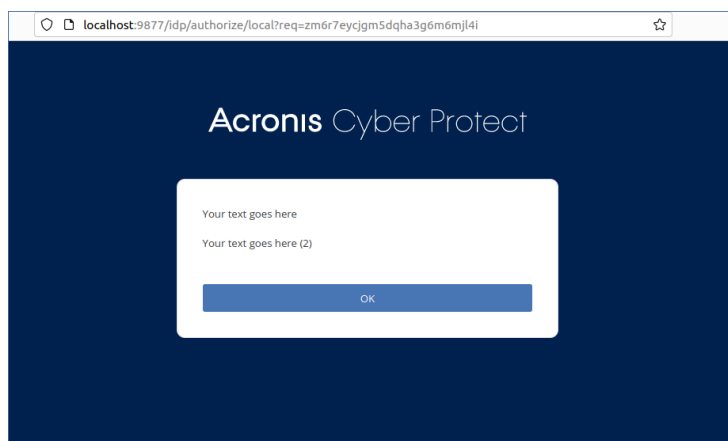 localhost:9877/idp/authorize/local?req=zm6r7eycjgm5dqha3g6m6mjl4i
Acronis Cyber Protect
Your text goes here
Your text goes here (2)
OK